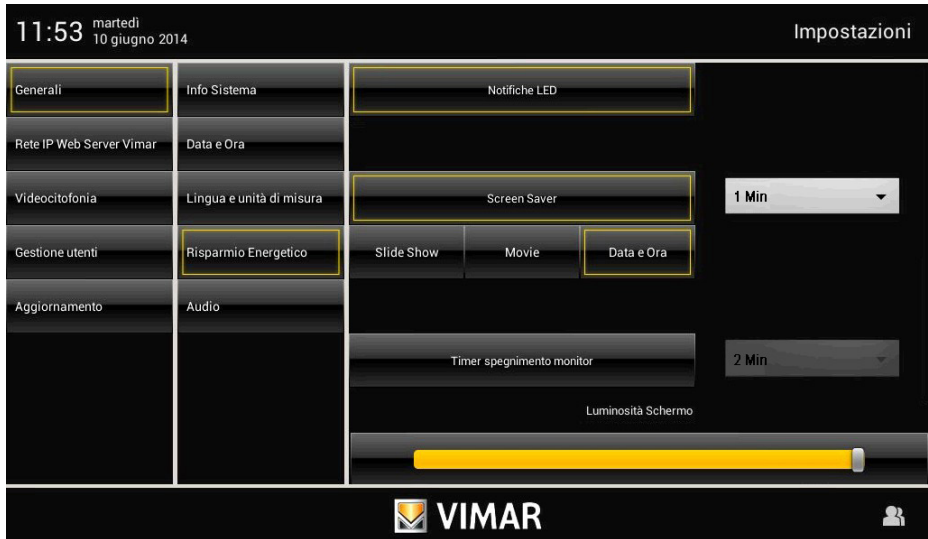 11:53 martedì
10 giugno 2014
Impostazioni
Generali
Info Sistema
Notifiche LED
Rete IP Web Server Vimar
Data e Ora
Videocitofonia
Lingua e unità di misura
Screen Saver
1 Min
Gestione utenti
Risparmio Energetico
Slide Show
Movie
Data e Ora
Aggiornamento
Audio
Timer spegnimento monitor
2 Min
Luminosità Schermo
VIMAR